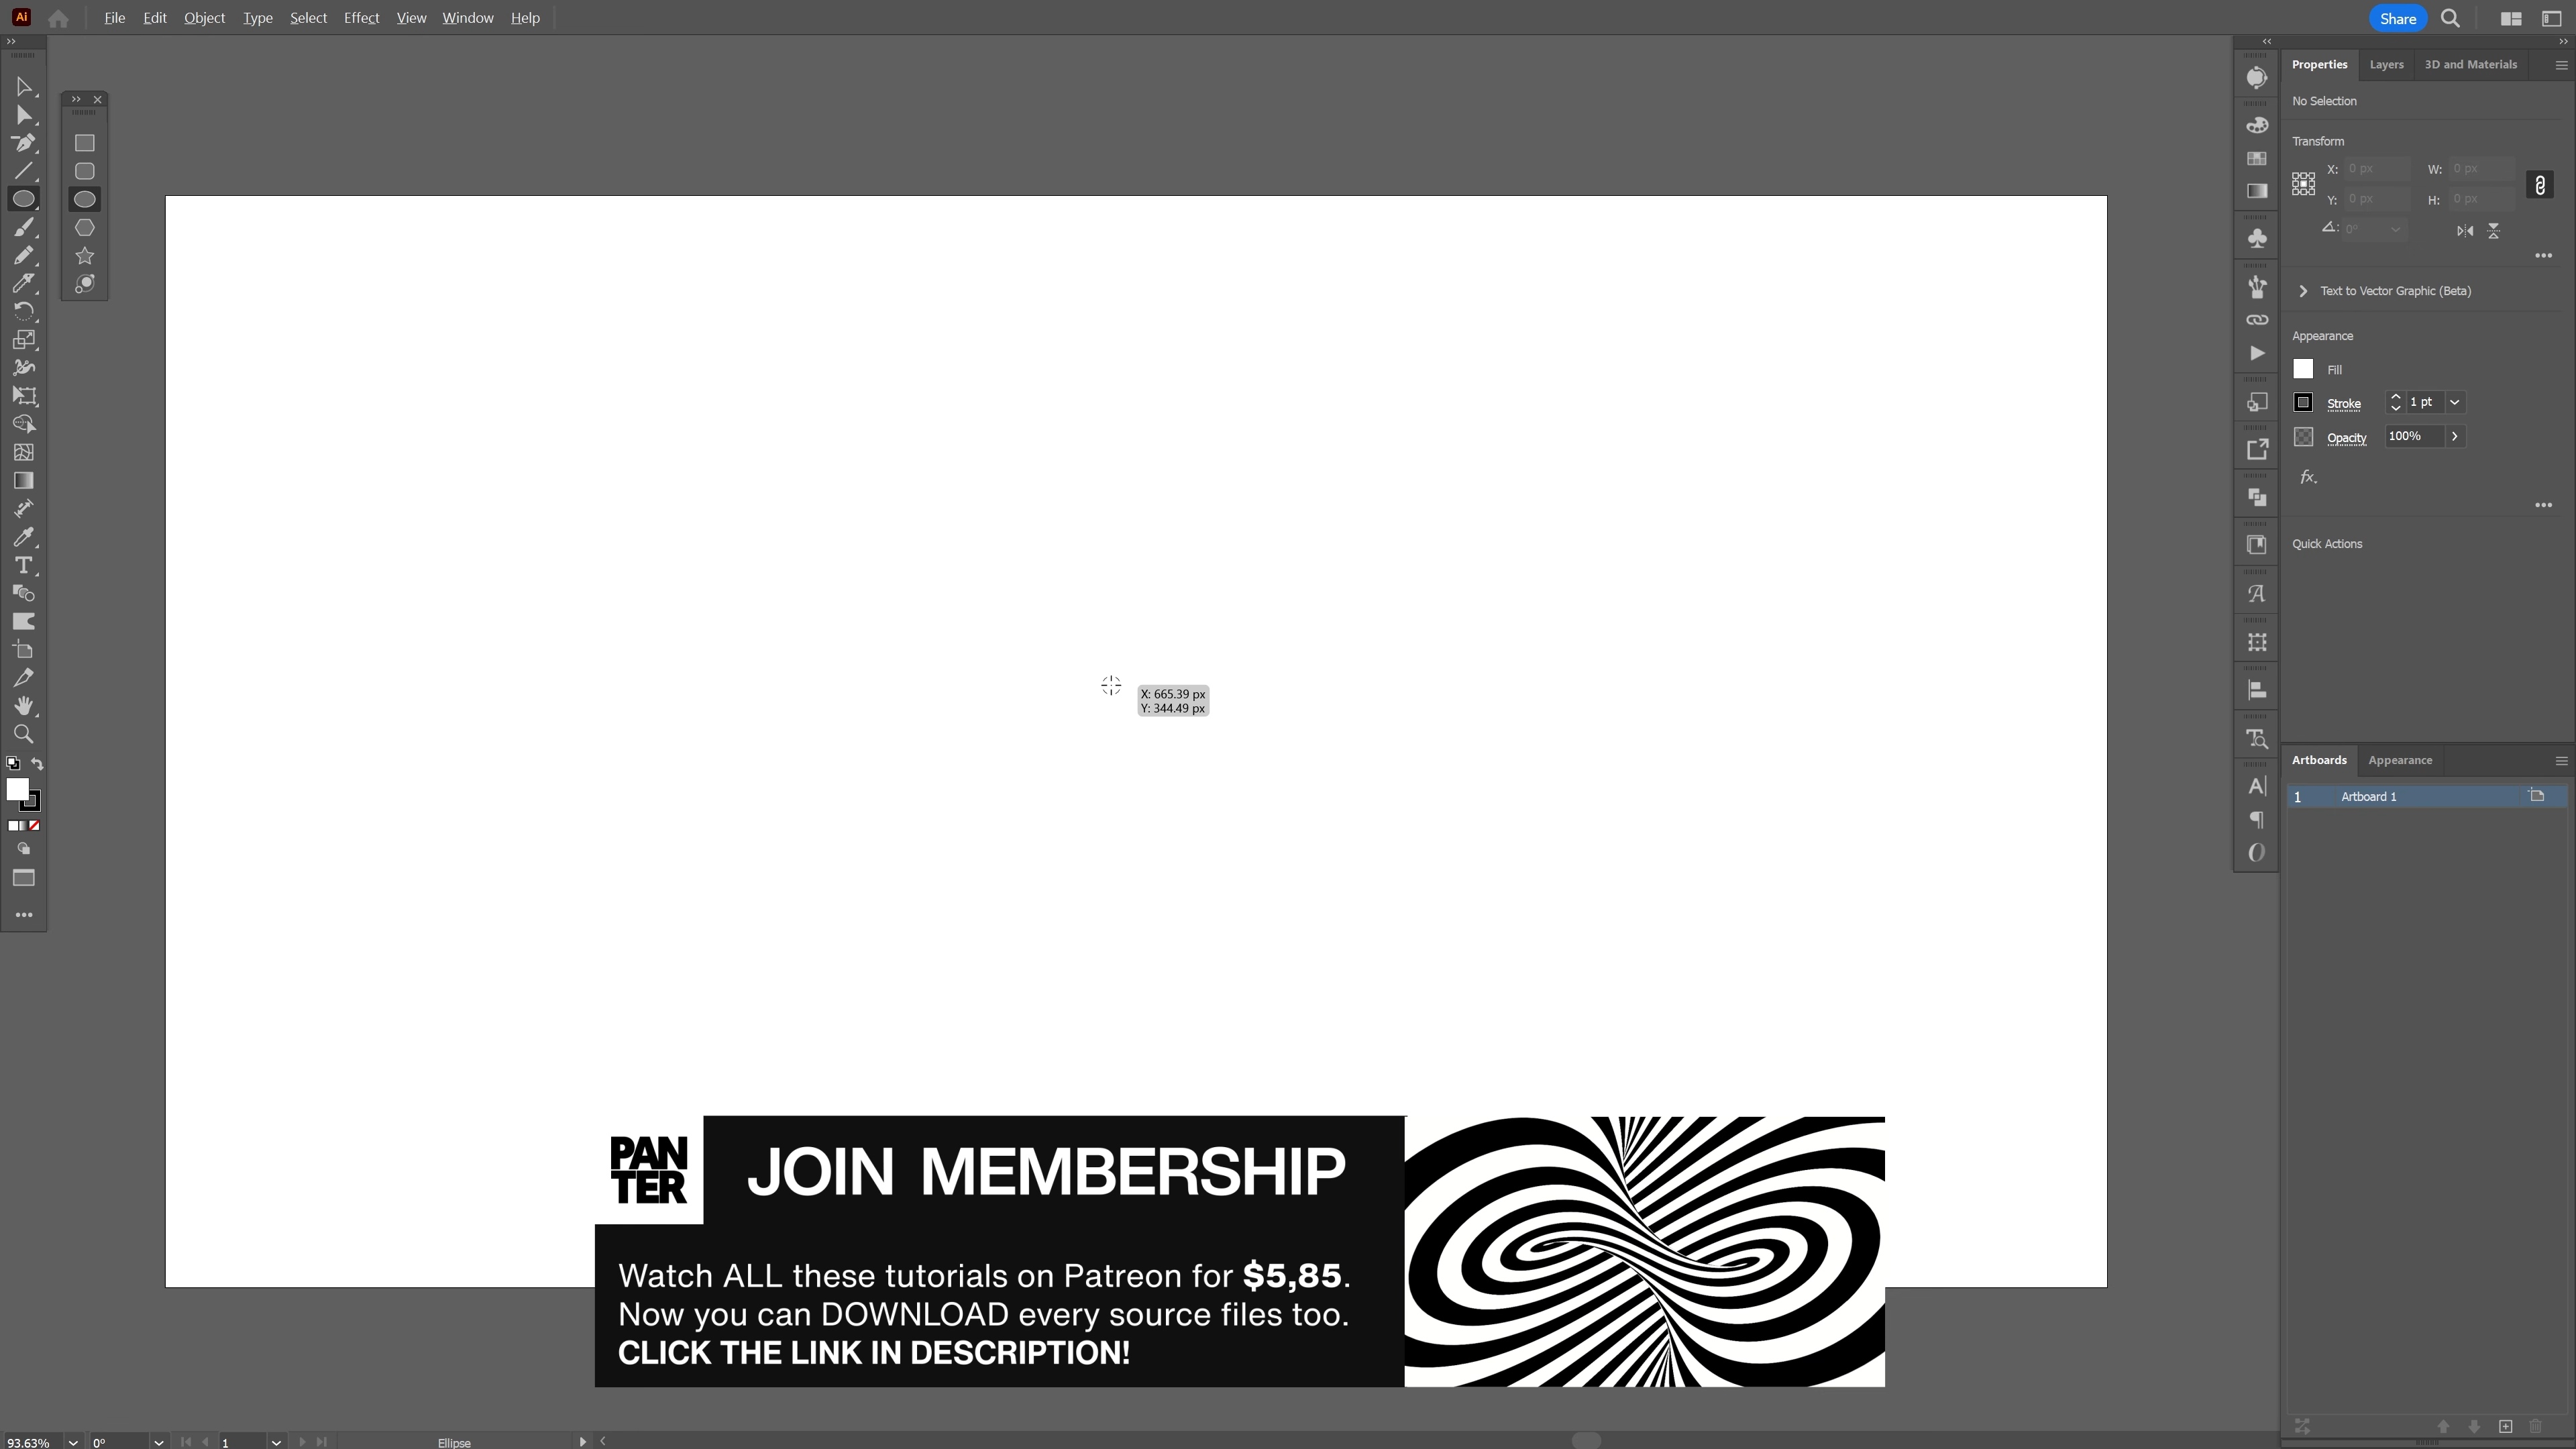 Ai
File Edit Object Type Select Effect View Window Help
Share
Properties Layers 3D and Materials
No Selection
Transform
X: 0 px W: 0 px
Y: 0 px H: 0 px
0°
Text to Vector Graphic (Beta)
Appearance
Fill
Stroke 1 pt
Opacity 100%
fx
Quick Actions
X: 665.39 px
Y: 344.49 px
Artboards Appearance
1 Artboard 1
PAN
TER
JOIN MEMBERSHIP
Watch ALL these tutorials on Patreon for $5,85.
Now you can DOWNLOAD every source files too.
CLICK THE LINK IN DESCRIPTION!
93.63% 0° 1 Ellipse